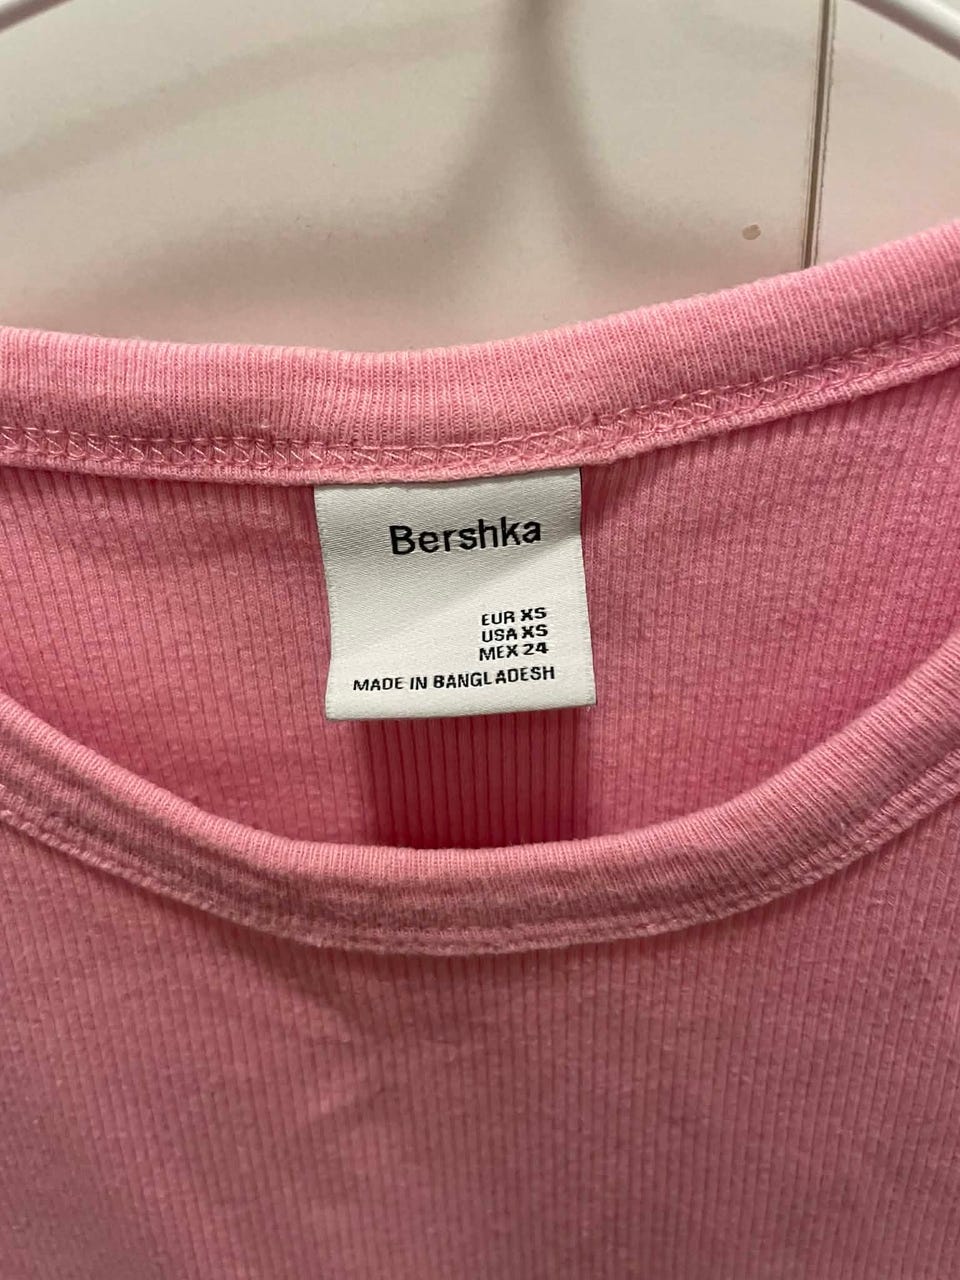 Bershka
EUR XS
USA XS
MEX 24
MADE IN BANGLADESH